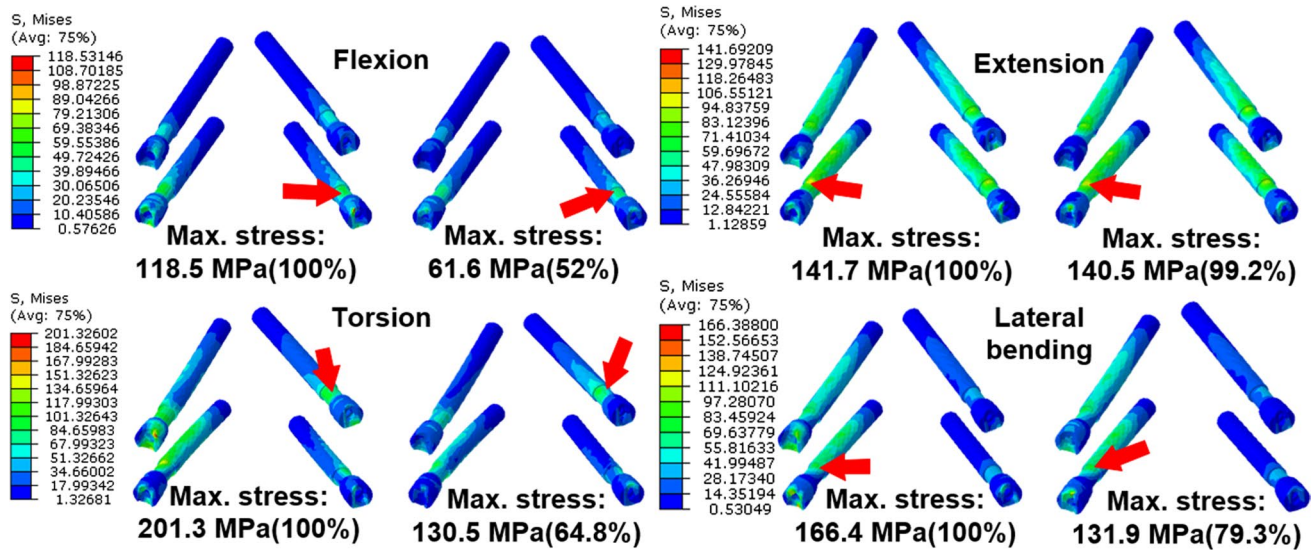 S, Mises
(Avg: 75%)
118.53146
108.70185
98.87225
89.04266
79.21306
69.38346
59.55386
49.72426
39.89466
30.06506
20.23546
10.40586
0.57626
Flexion
Max. stress:
118.5 MPa(100%)
Max. stress:
61.6 MPa(52%)
S, Mises
(Avg: 75%)
141.69209
129.97845
118.26483
106.55121
94.83759
83.12396
71.41034
59.69672
47.98309
36.26946
24.55584
12.84221
1.12859
Extension
Max. stress:
141.7 MPa(100%)
Max. stress:
140.5 MPa(99.2%)
S, Mises
(Avg: 75%)
201.32602
184.65942
167.99283
151.32623
134.65964
117.99303
101.32643
84.65983
67.99323
51.32662
34.66002
17.99342
1.32681
Torsion
Max. stress:
201.3 MPa(100%)
Max. stress:
130.5 MPa(64.8%)
S, Mises
(Avg: 75%)
166.38800
152.56653
138.74507
124.92361
111.10216
97.28070
83.45924
69.63779
55.81633
41.99487
28.17340
14.35194
0.53049
Lateral
bending
Max. stress:
166.4 MPa(100%)
Max. stress:
131.9 MPa(79.3%)